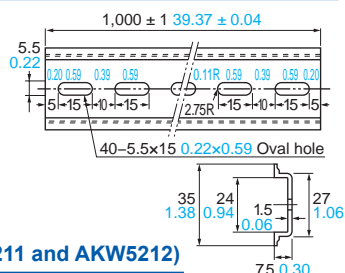 1,000 ± 1 39.37 ± 0.04
5.5
0.22
0.20 0.59 0.39 0.59 0.11R 0.59 0.39 0.59 0.20
5 15 10 15 2.75R 15 10 15 5
40–5.5×15 0.22×0.59 Oval hole
35
1.38
24
0.94
1.5
0.06
27
1.06
211 and AKW5212)
7.5 0.30